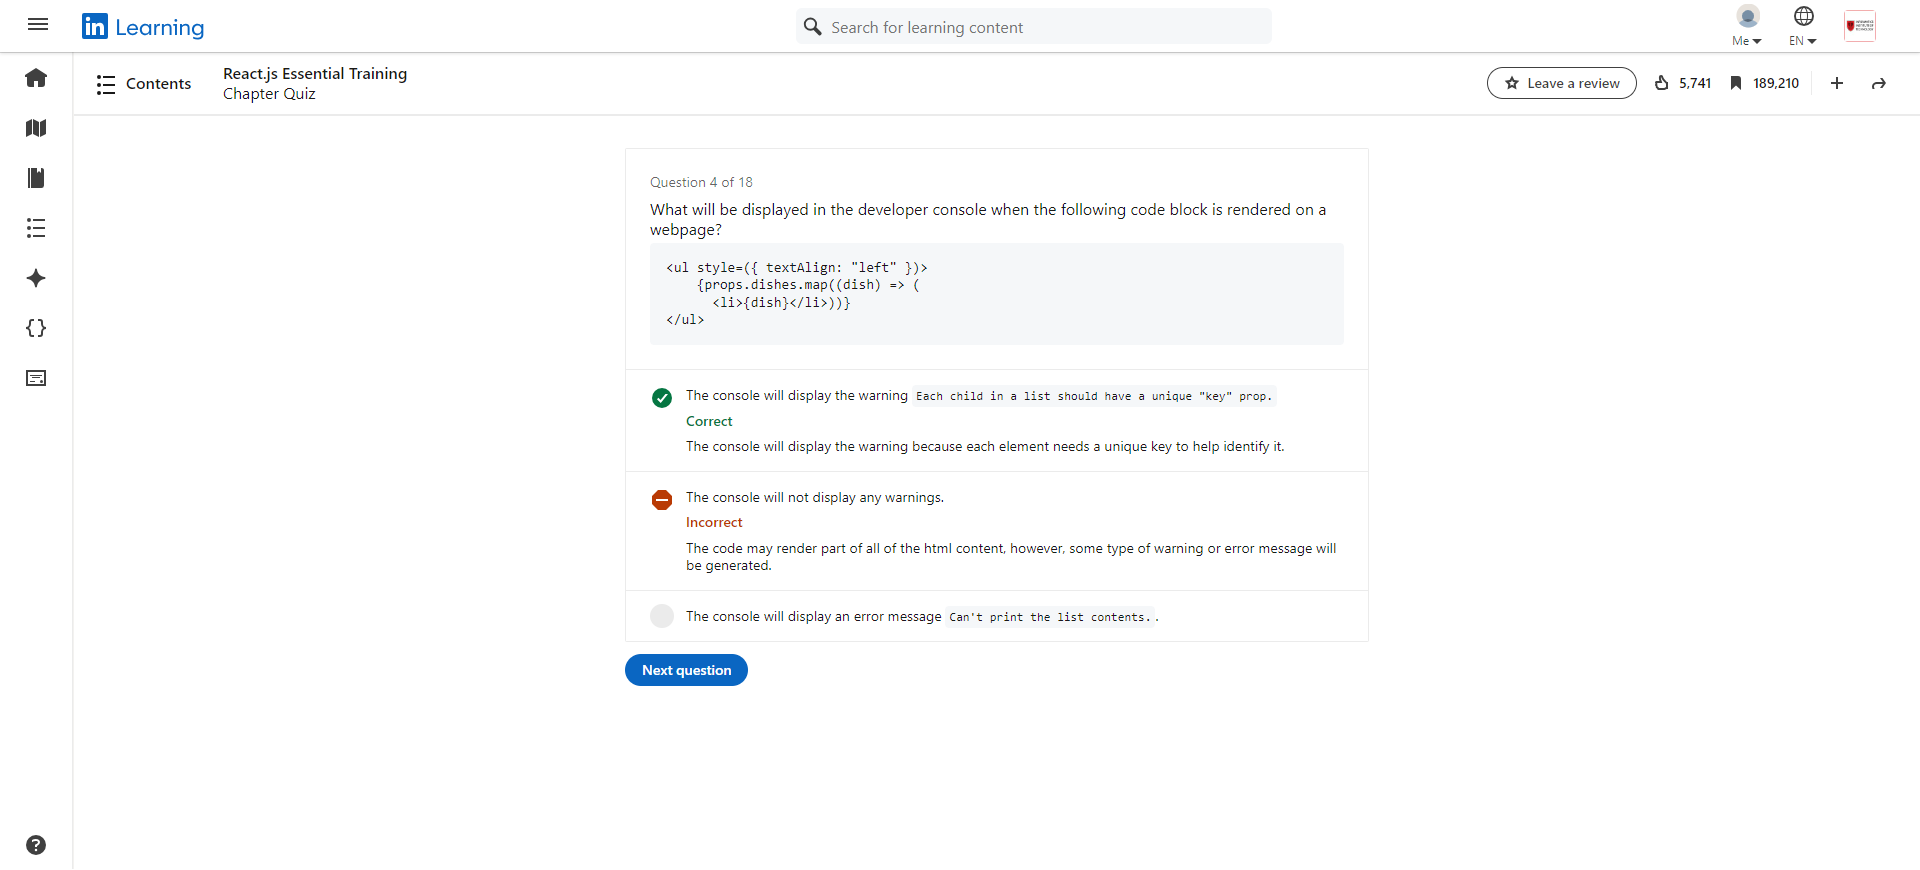 in Learning
Search for learning content
Me
EN
Contents
React.js Essential Training
Chapter Quiz
Leave a review
5,741
189,210
Question 4 of 18
What will be displayed in the developer console when the following code block is rendered on a
webpage?
<ul style=({ textAlign: "left" })>
    {props.dishes.map((dish) => (
      <li>{dish}</li>))}
</ul>
The console will display the warning Each child in a list should have a unique "key" prop.
Correct
The console will display the warning because each element needs a unique key to help identify it.
The console will not display any warnings.
Incorrect
The code may render part of all of the html content, however, some type of warning or error message will
be generated.
The console will display an error message Can't print the list contents. .
Next question